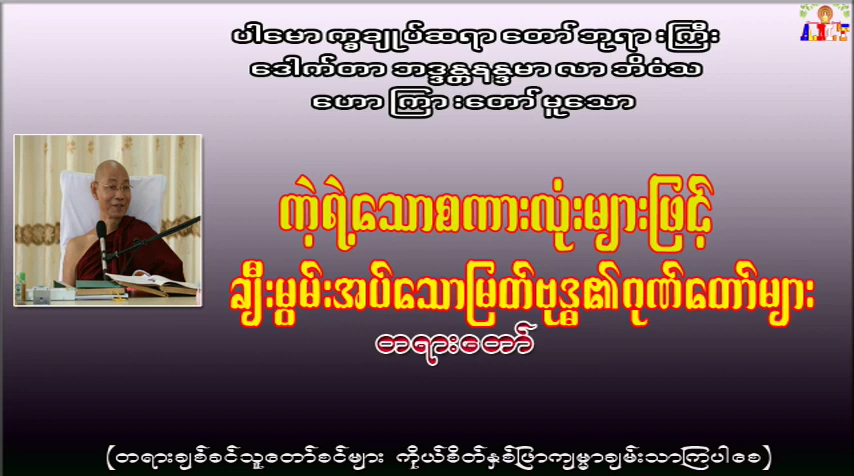 ပါမောက္ခချုပ်ဆရာတော်ဘုရားကြီး
ဒေါက်တာ ဘဒ္ဒန္တနန္ဒမာလာဘိဝံသ
ဟောကြားတော်မူသော
ကဲ့ရဲ့သောစကားလုံးများဖြင့်
ချီးမွမ်းအပ်သောမြတ်ဗုဒ္ဓ၏ဂုဏ်တော်များ
တရားတော်
(တရားချစ်ခင်သူတော်စင်များ ကိုယ်စိတ်နှစ်ဖြာကျမ္မာချမ်းသာကြပါစေ)